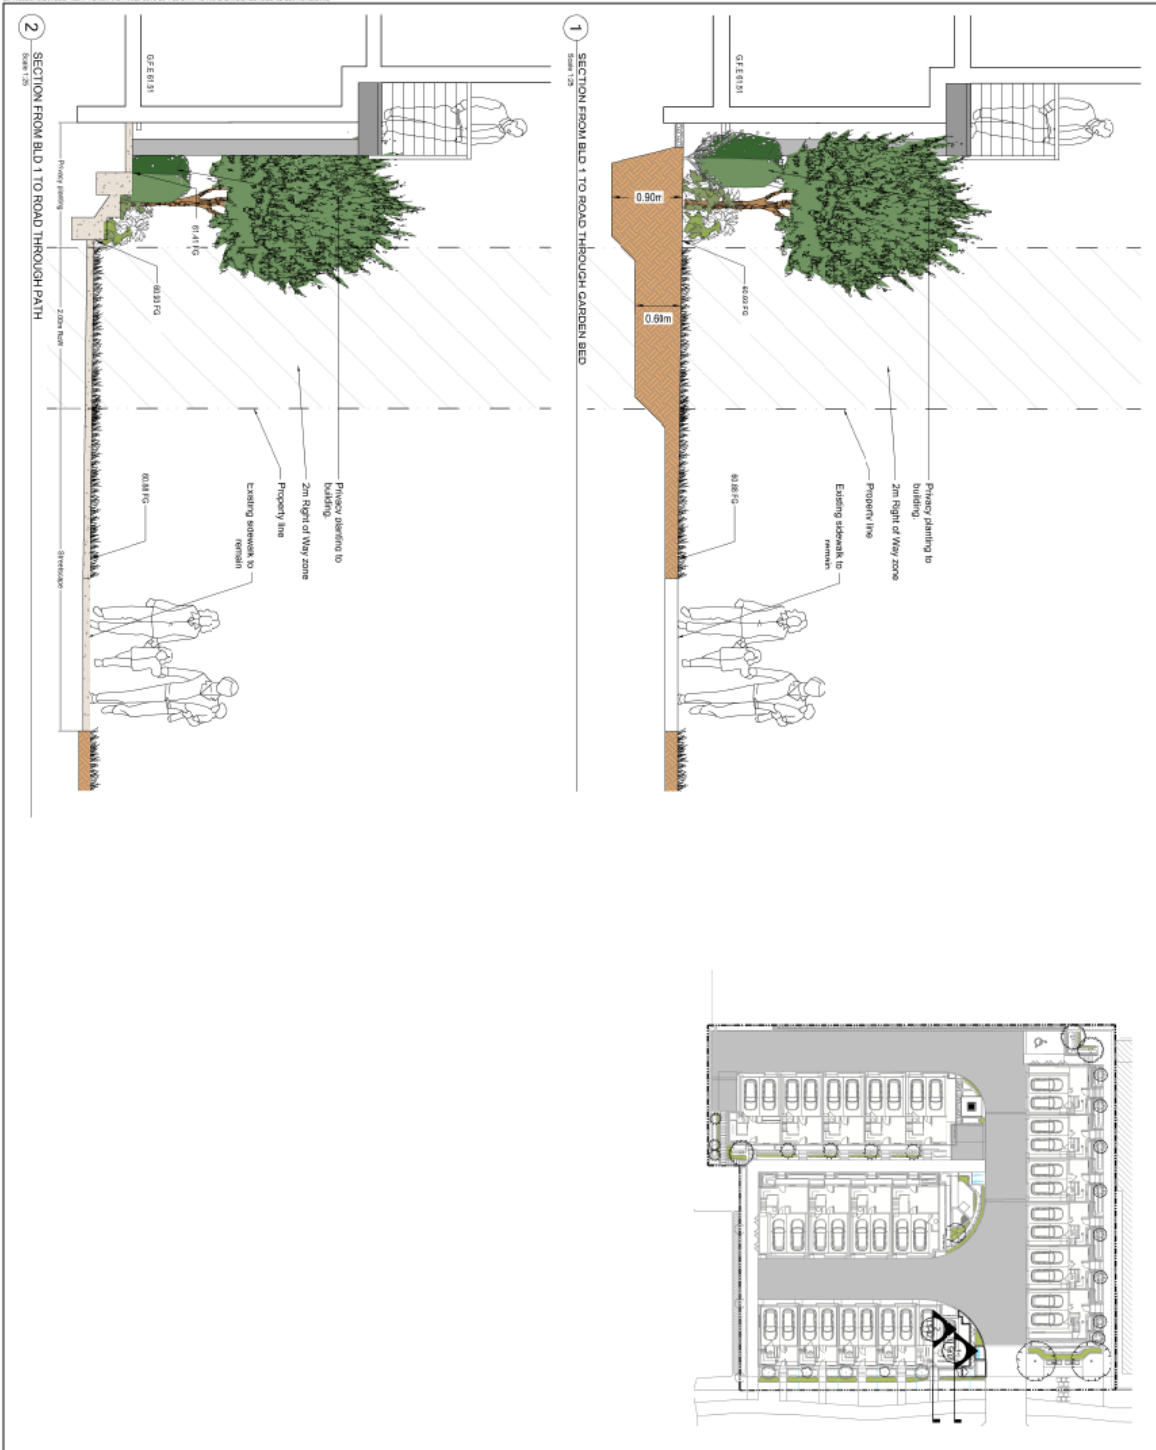 1
SECTION FROM BLD 1 TO ROAD THROUGH GARDEN BED
Scale 1:25
G.F.E 61.51
0.90m
0.60m
60.93 FG
60.88 FG
Privacy planting to
building.
2m Right of Way zone
Property line
Existing sidewalk to
remain
2
SECTION FROM BLD 1 TO ROAD THROUGH PATH
Scale 1:25
G.F.E 61.51
61.41 FG
60.93 FG
60.88 FG
Privacy planting to
building.
2m Right of Way zone
Property line
Existing sidewalk to
remain
Privacy planting
2.00m RoW
Streetscape